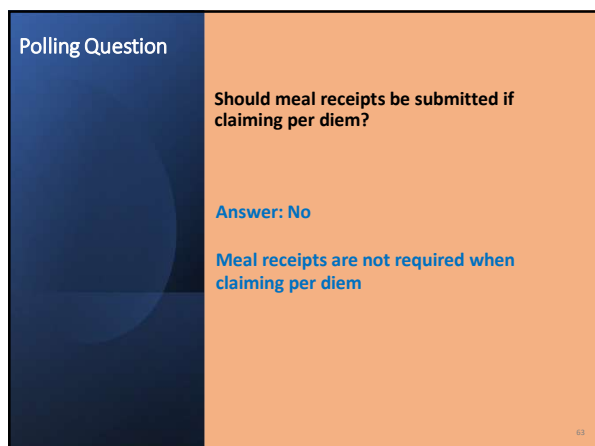 Polling Question
Should meal receipts be submitted if
claiming per diem?
Answer: No
Meal receipts are not required when
claiming per diem
63